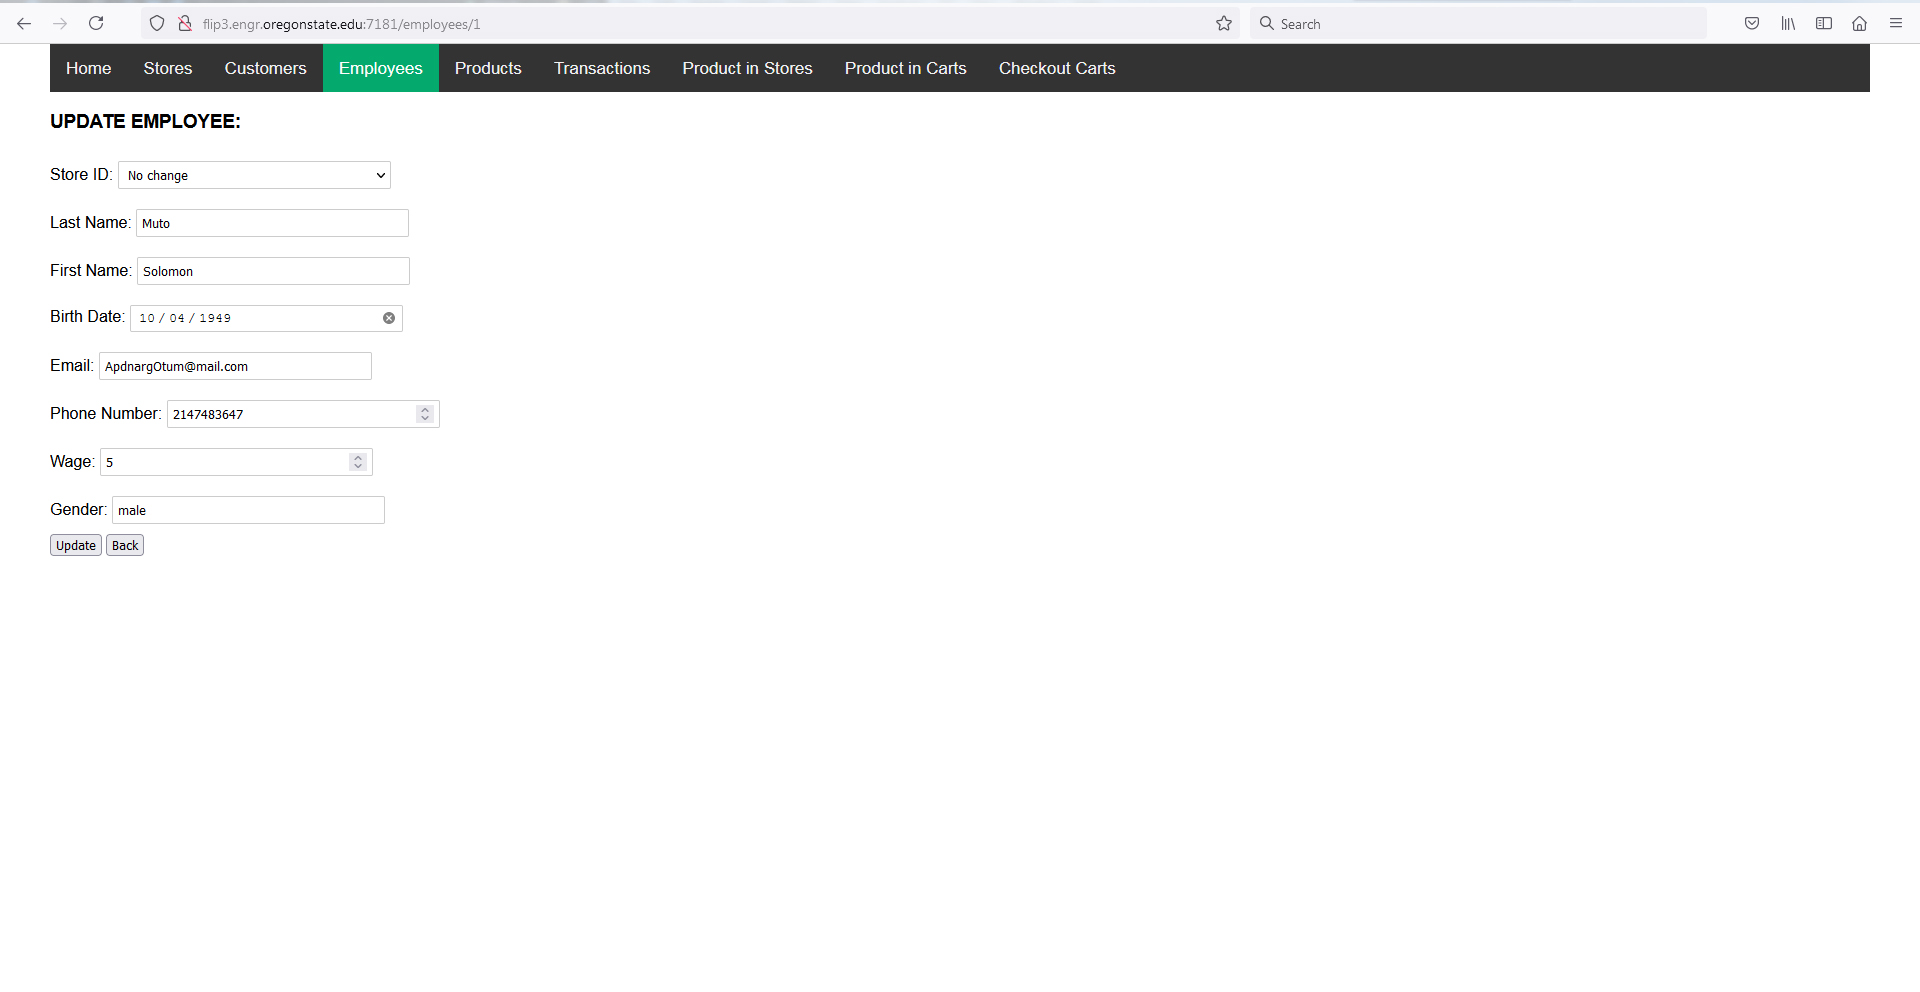 flip3.engr.oregonstate.edu:7181/employees/1 Search
Home Stores Customers Employees Products Transactions Product in Stores Product in Carts Checkout Carts
UPDATE EMPLOYEE:
Store ID: No change
Last Name: Muto
First Name: Solomon
Birth Date: 10 / 04 / 1949
Email: ApdnargOtum@mail.com
Phone Number: 2147483647
Wage: 5
Gender: male
Update Back